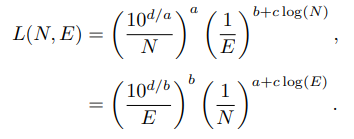 L(N, E) = (10^{d/a} / N)^a (1 / E)^{b+c log(N)} ,
= (10^{d/b} / E)^b (1 / N)^{a+c log(E)} .